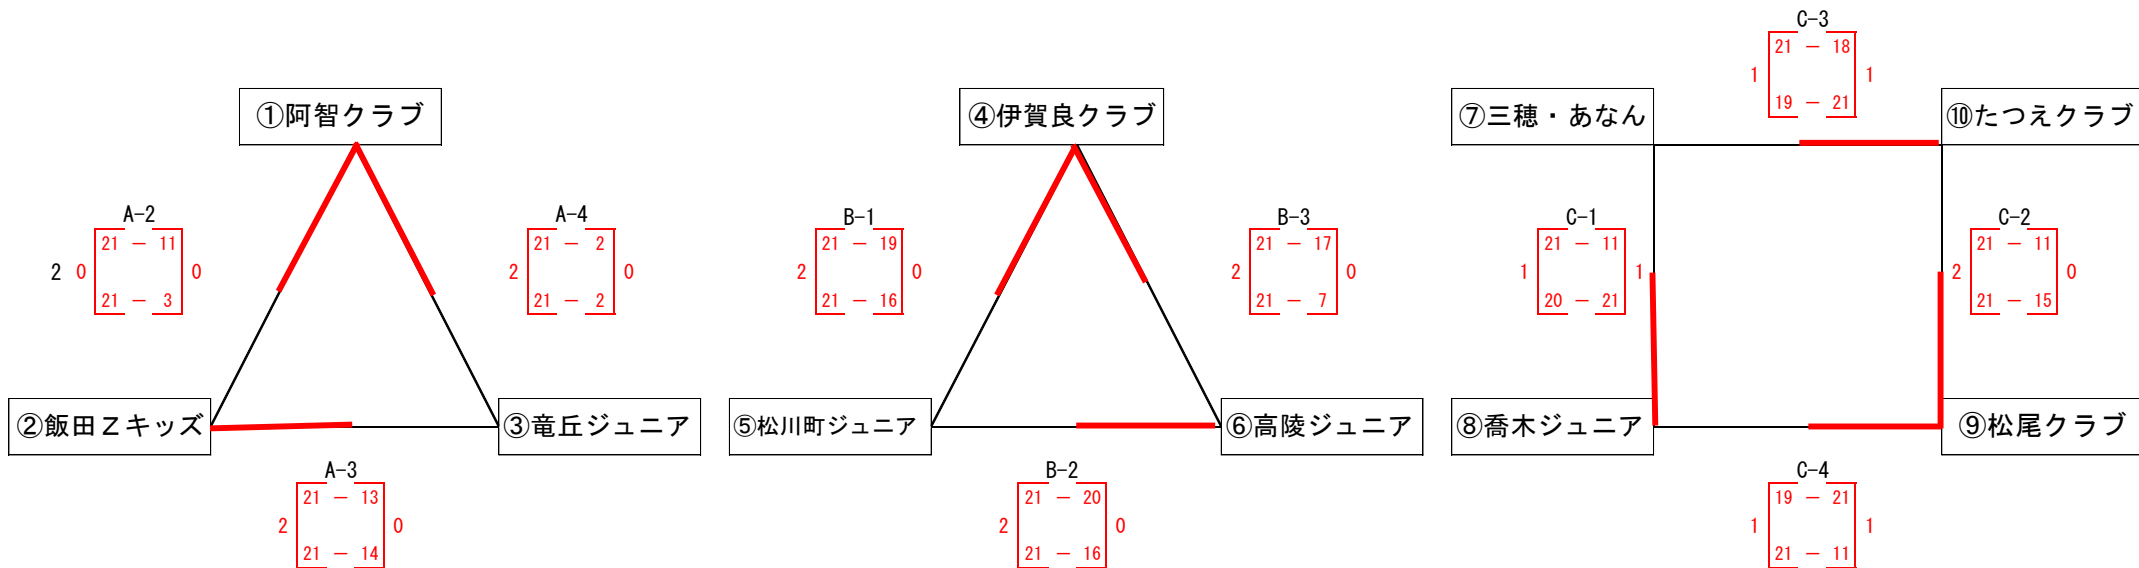 C-3
21 － 18
1 1
19 － 21
①阿智クラブ
④伊賀良クラブ
⑦三穂・あなん
⑩たつえクラブ
A-2
21 － 11
2 0 0
21 － 3
A-4
21 － 2
2 0
21 － 2
B-1
21 － 19
2 0
21 － 16
B-3
21 － 17
2 0
21 － 7
C-1
21 － 11
1 1
20 － 21
C-2
21 － 11
2 0
21 － 15
②飯田Ｚキッズ
③竜丘ジュニア
⑤松川町ジュニア
⑥高陵ジュニア
⑧喬木ジュニア
⑨松尾クラブ
A-3
21 － 13
2 0
21 － 14
B-2
21 － 20
2 0
21 － 16
C-4
19 － 21
1 1
21 － 11